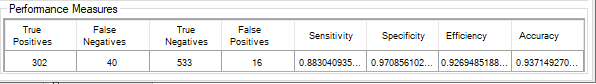 Performance Measures
True Positives False Negatives True Negatives False Positives Sensitivity Specificity Efficiency Accuracy
302 40 533 16 0.883040935... 0.970856102... 0.9269485188... 0.937149270...